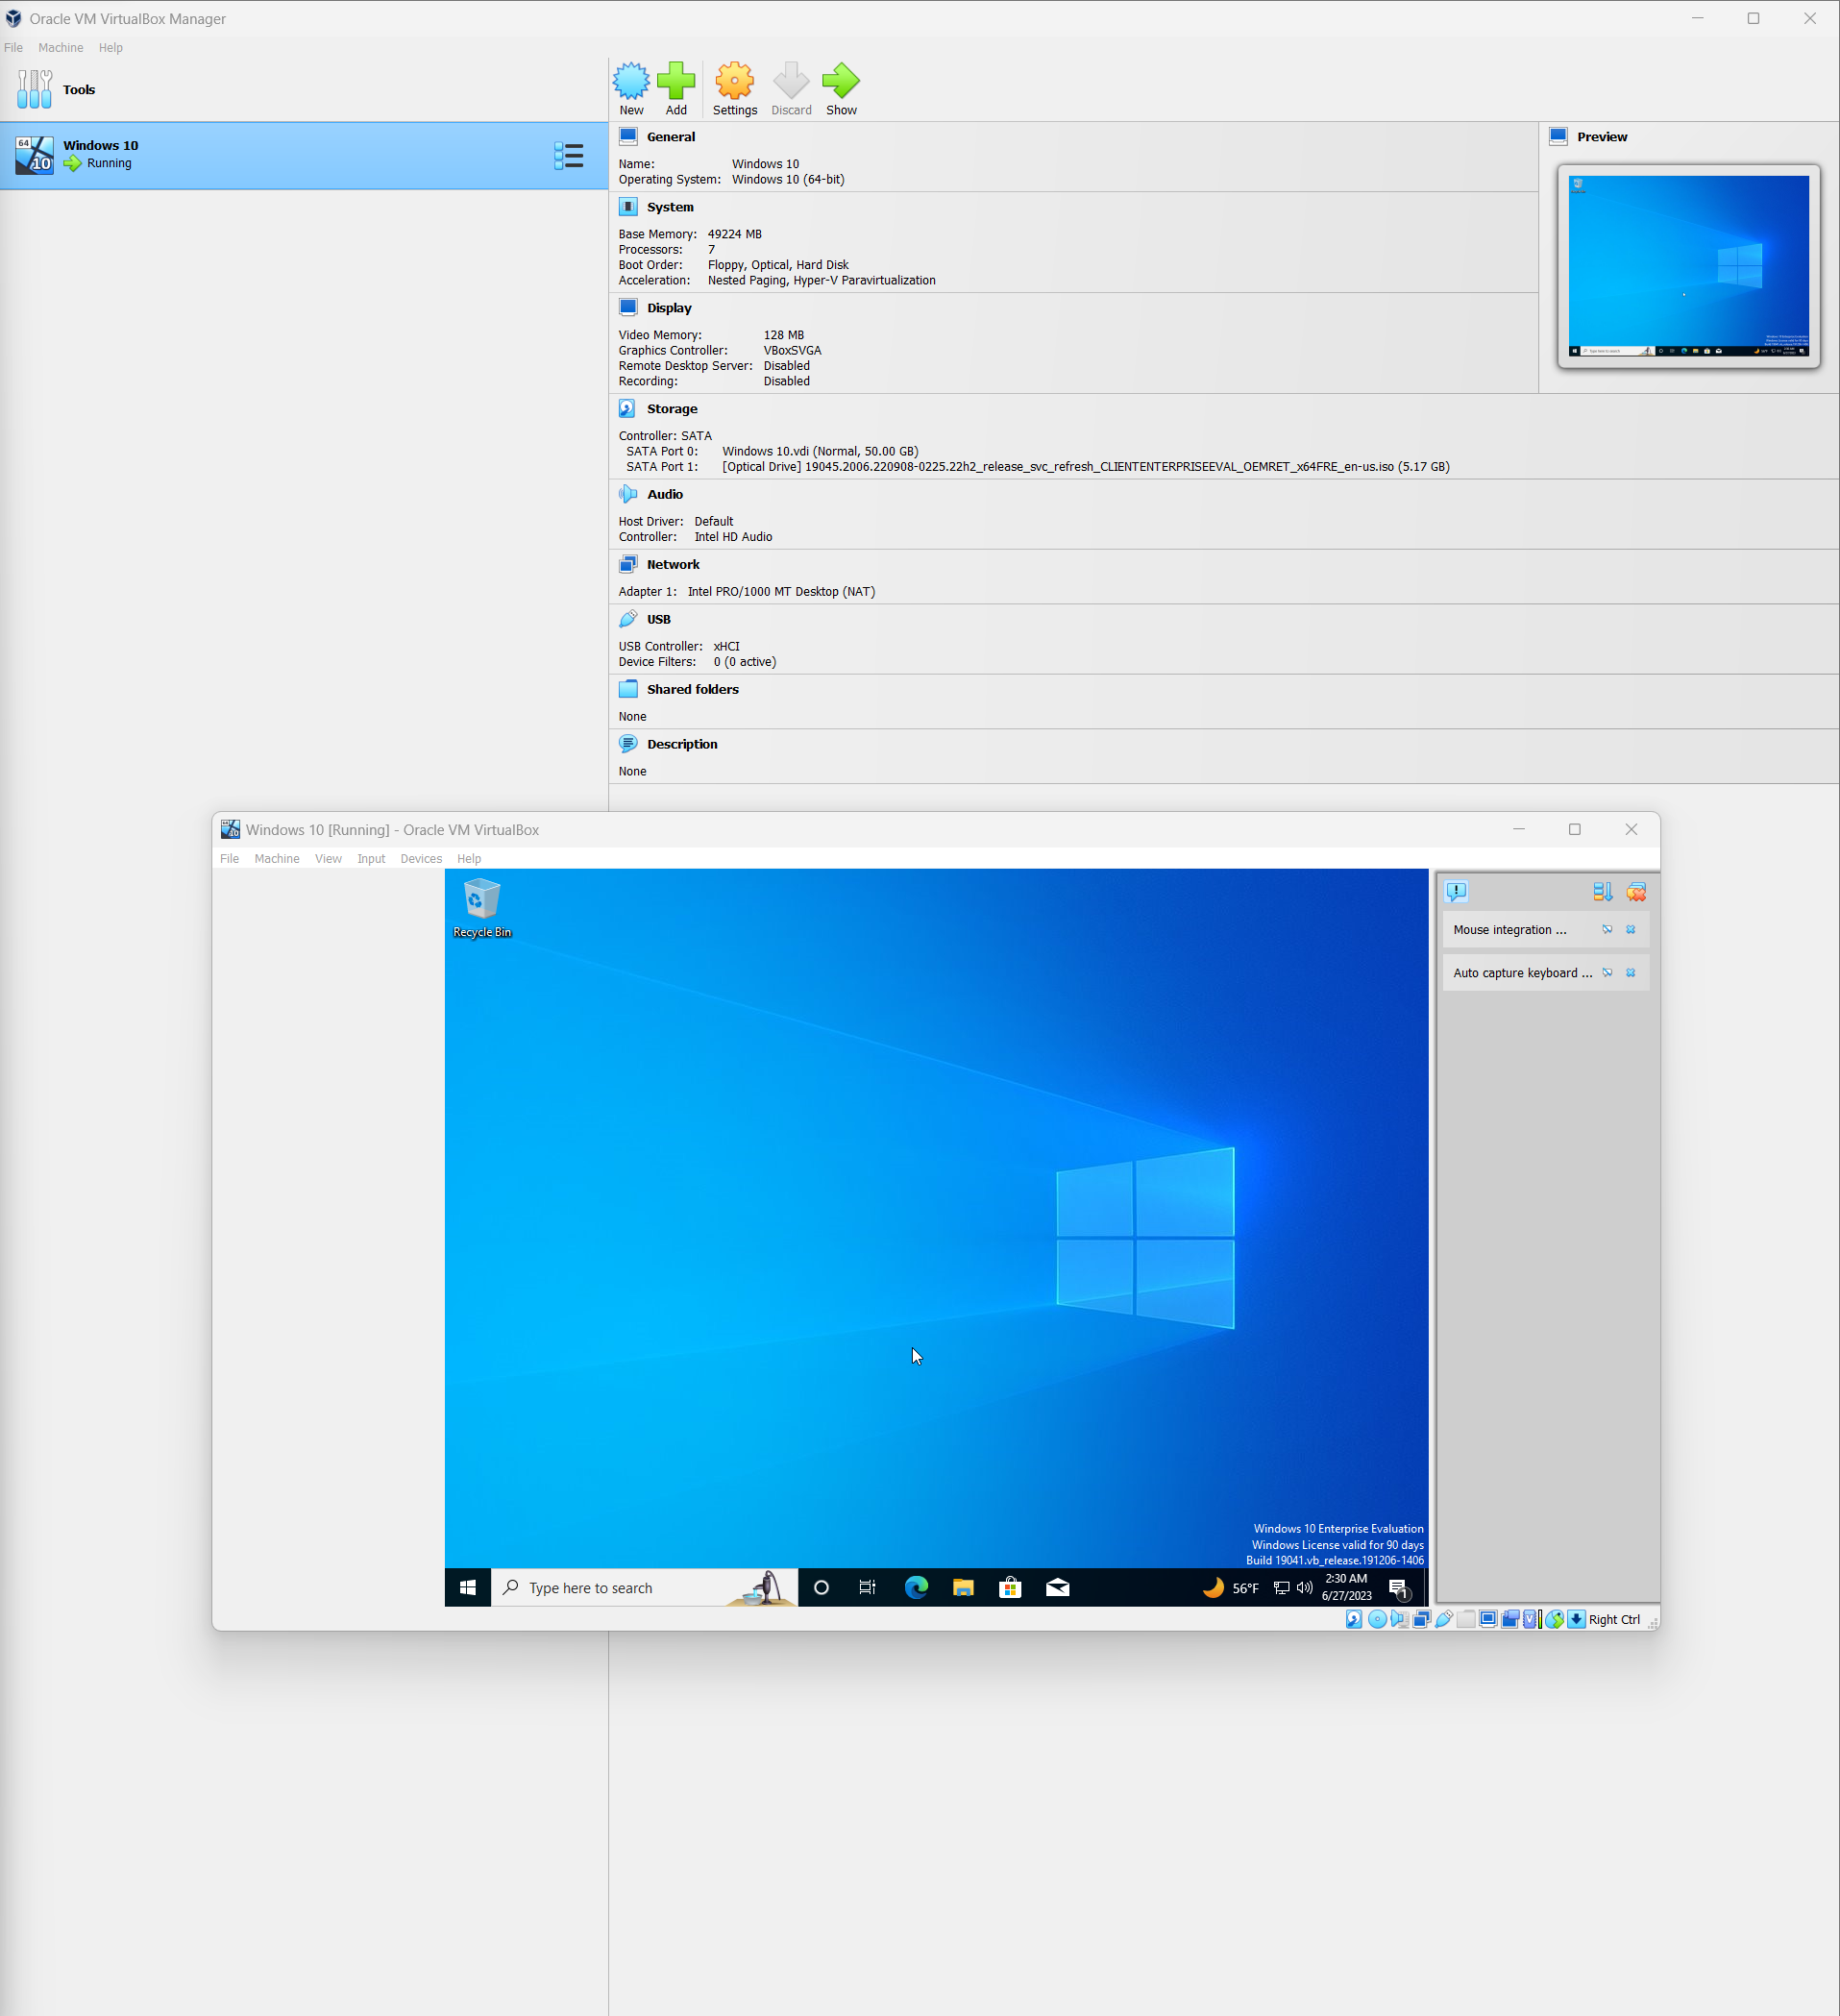 Oracle VM VirtualBox Manager
File Machine Help
Tools
64
10
Windows 10
Running
New Add Settings Discard Show
General
Name: Windows 10
Operating System: Windows 10 (64-bit)
System
Base Memory: 49224 MB
Processors: 7
Boot Order: Floppy, Optical, Hard Disk
Acceleration: Nested Paging, Hyper-V Paravirtualization
Display
Video Memory: 128 MB
Graphics Controller: VBoxSVGA
Remote Desktop Server: Disabled
Recording: Disabled
Preview
Storage
Controller: SATA
SATA Port 0: Windows 10.vdi (Normal, 50.00 GB)
SATA Port 1: [Optical Drive] 19045.2006.220908-0225.22h2_release_svc_refresh_CLIENTENTERPRISEEVAL_OEMRET_x64FRE_en-us.iso (5.17 GB)
Audio
Host Driver: Default
Controller: Intel HD Audio
Network
Adapter 1: Intel PRO/1000 MT Desktop (NAT)
USB
USB Controller: xHCI
Device Filters: 0 (0 active)
Shared folders
None
Description
None
Windows 10 [Running] - Oracle VM VirtualBox
File Machine View Input Devices Help
Recycle Bin
Mouse integration ...
Auto capture keyboard ...
Windows 10 Enterprise Evaluation
Windows License valid for 90 days
Build 19041.vb_release.191206-1406
Type here to search
56°F
2:30 AM
6/27/2023
1
Right Ctrl